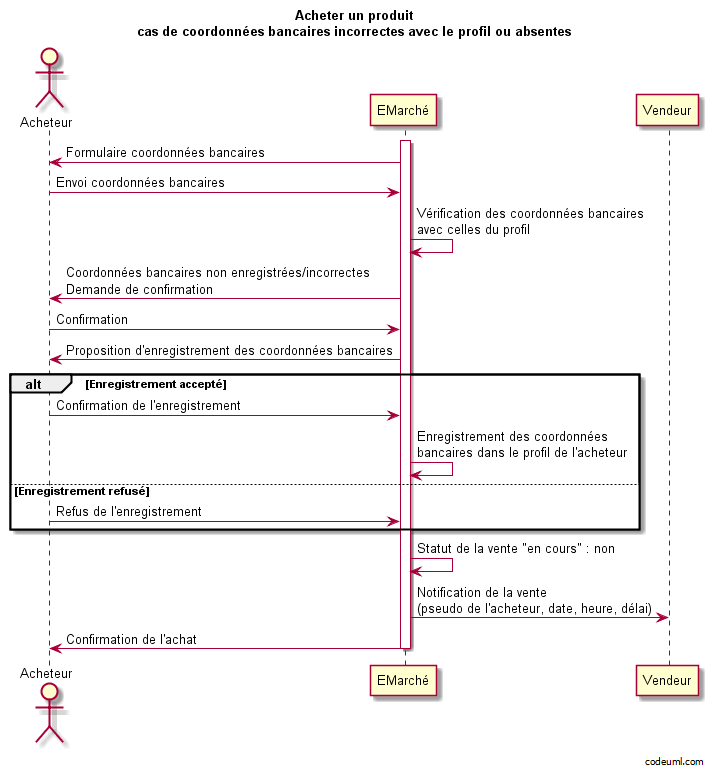 Acheter un produit
cas de coordonnées bancaires incorrectes avec le profil ou absentes
Acheteur
EMarché
Vendeur
Formulaire coordonnées bancaires
Envoi coordonnées bancaires
Vérification des coordonnées bancaires
avec celles du profil
Coordonnées bancaires non enregistrées/incorrectes
Demande de confirmation
Confirmation
Proposition d'enregistrement des coordonnées bancaires
alt [Enregistrement accepté]
Confirmation de l'enregistrement
Enregistrement des coordonnées
bancaires dans le profil de l'acheteur
[Enregistrement refusé]
Refus de l'enregistrement
Statut de la vente "en cours" : non
Notification de la vente
(pseudo de l'acheteur, date, heure, délai)
Confirmation de l'achat
Acheteur
EMarché
Vendeur
codeuml.com